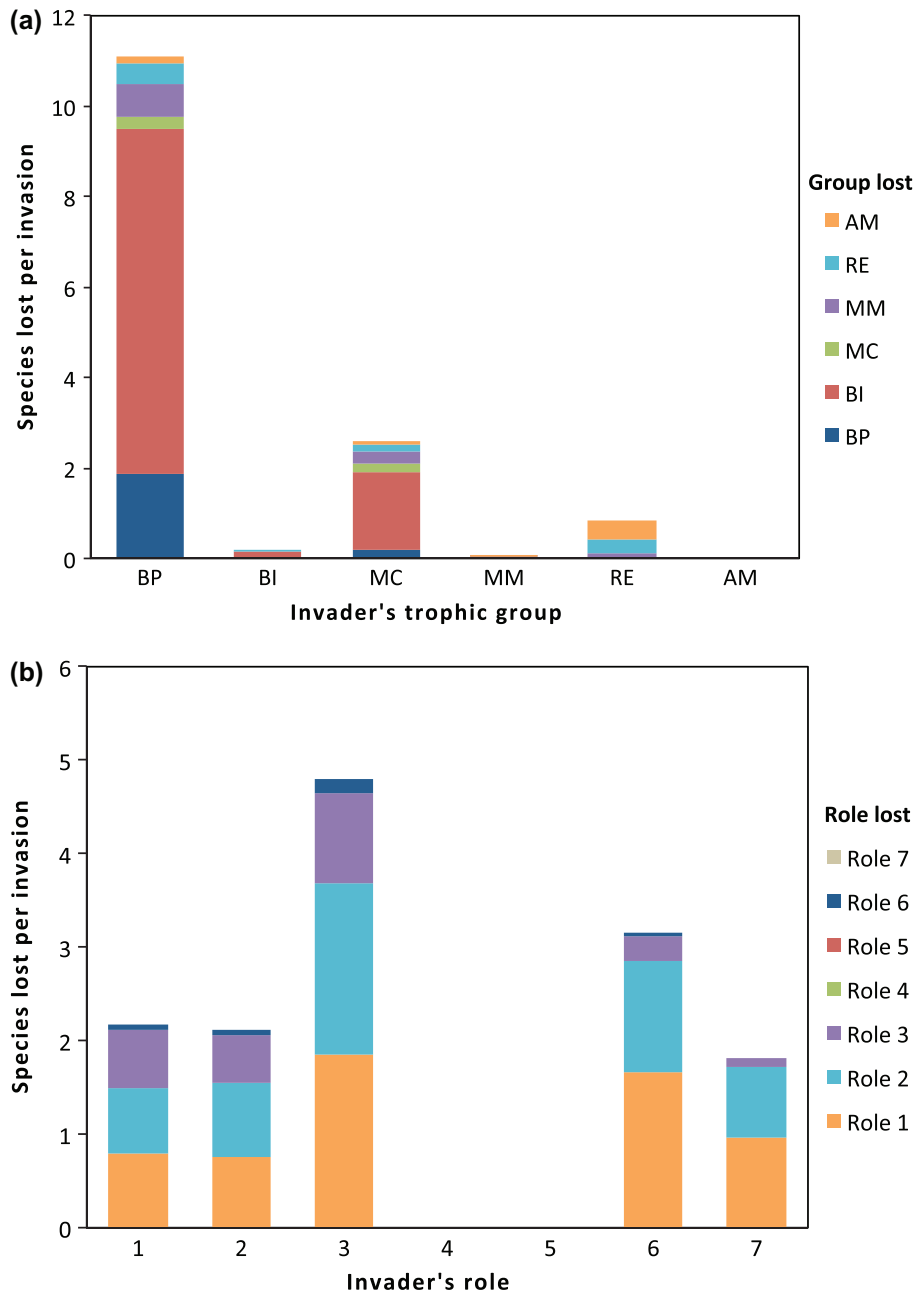 (a)
Species lost per invasion
12
10
8
6
4
2
0
BP BI MC MM RE AM
Invader's trophic group
Group lost
AM
RE
MM
MC
BI
BP
(b)
Species lost per invasion
6
5
4
3
2
1
0
1 2 3 4 5 6 7
Invader's role
Role lost
Role 7
Role 6
Role 5
Role 4
Role 3
Role 2
Role 1